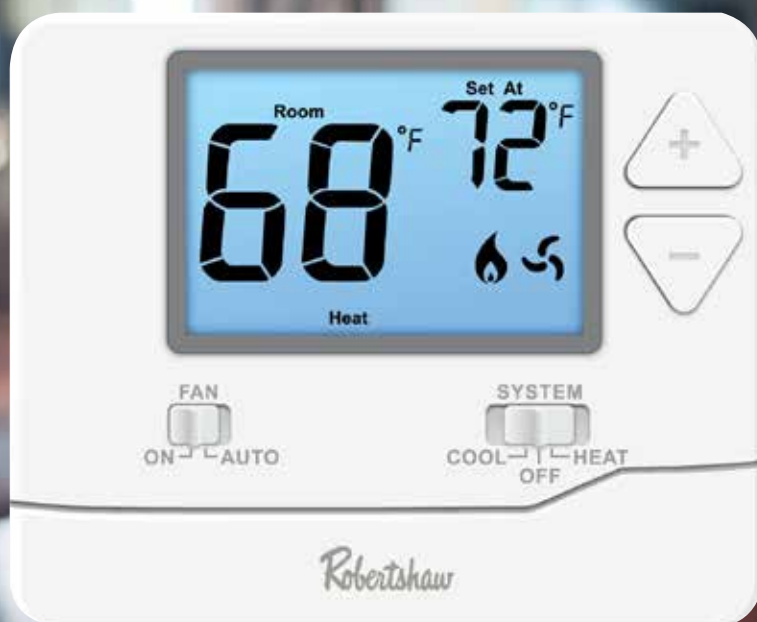 Set At
Room
68°F
72°F
Heat
FAN
ON AUTO
SYSTEM
COOL HEAT
OFF
+
-
Robertshaw